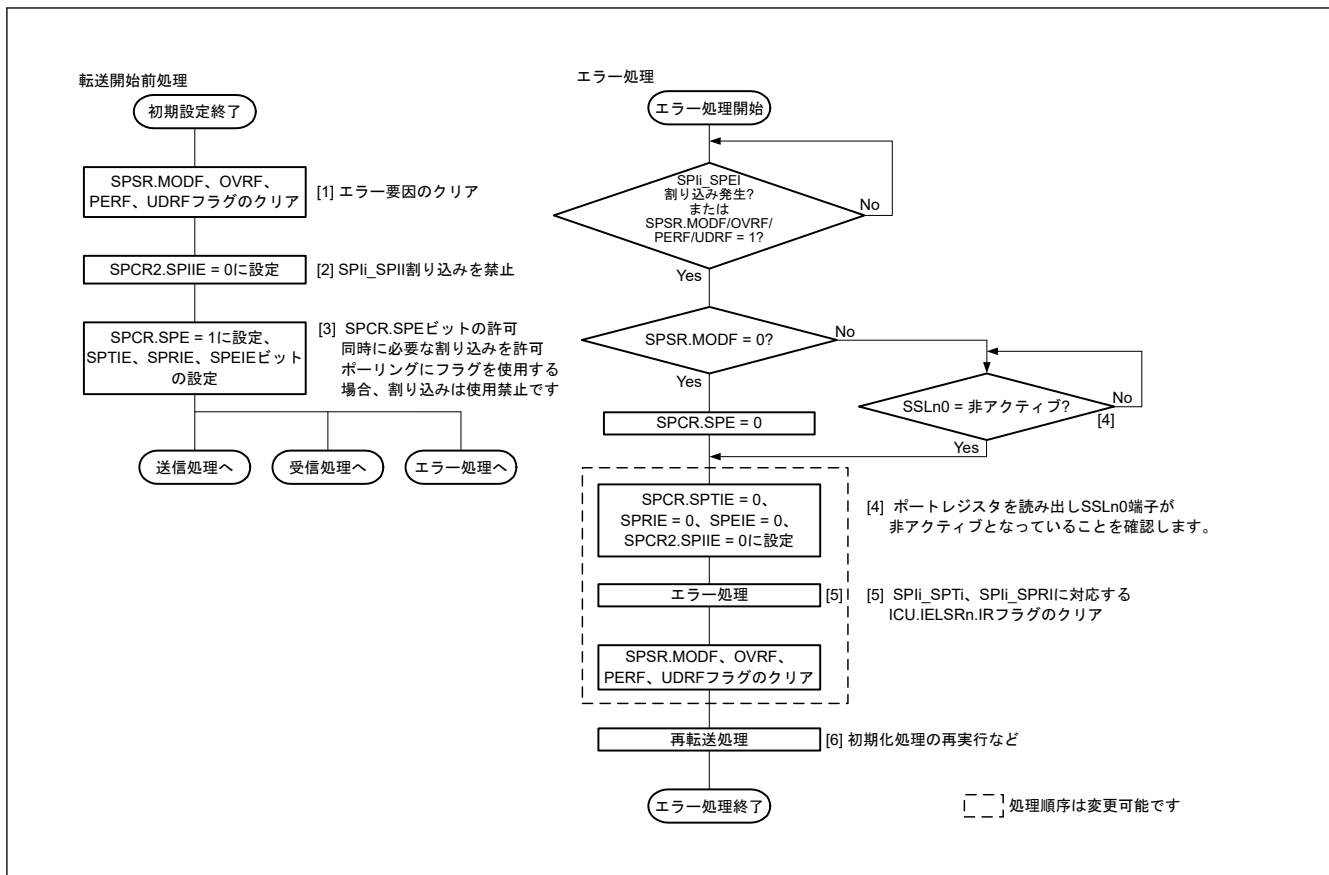 転送開始前処理
初期設定終了
SPSR.MODF、OVRF、
PERF、UDRFフラグのクリア
[1] エラー要因のクリア
SPCR2.SPIIE = 0に設定
[2] SPIi_SPII割り込みを禁止
SPCR.SPE = 1に設定、
SPTIE、SPRIE、SPEIEビット
の設定
[3] SPCR.SPEビットの許可
同時に必要な割り込みを許可
ポーリングにフラグを使用する
場合、割り込みは使用禁止です
送信処理へ
受信処理へ
エラー処理へ
エラー処理
エラー処理開始
SPIi_SPEI
割り込み発生?
または
SPSR.MODF/OVRF/
PERF/UDRF = 1?
No
Yes
SPSR.MODF = 0?
No
Yes
SSLn0 = 非アクティブ?
No
[4]
Yes
SPCR.SPE = 0
SPCR.SPTIE = 0、
SPRIE = 0、SPEIE = 0、
SPCR2.SPIIE = 0に設定
[4] ポートレジスタを読み出しSSLn0端子が
非アクティブとなっていることを確認します。
エラー処理
[5]
[5] SPIi_SPTi、SPIi_SPRIに対応する
ICU.IELSRn.IRフラグのクリア
SPSR.MODF、OVRF、
PERF、UDRFフラグのクリア
再転送処理
[6] 初期化処理の再実行など
エラー処理終了
処理順序は変更可能です